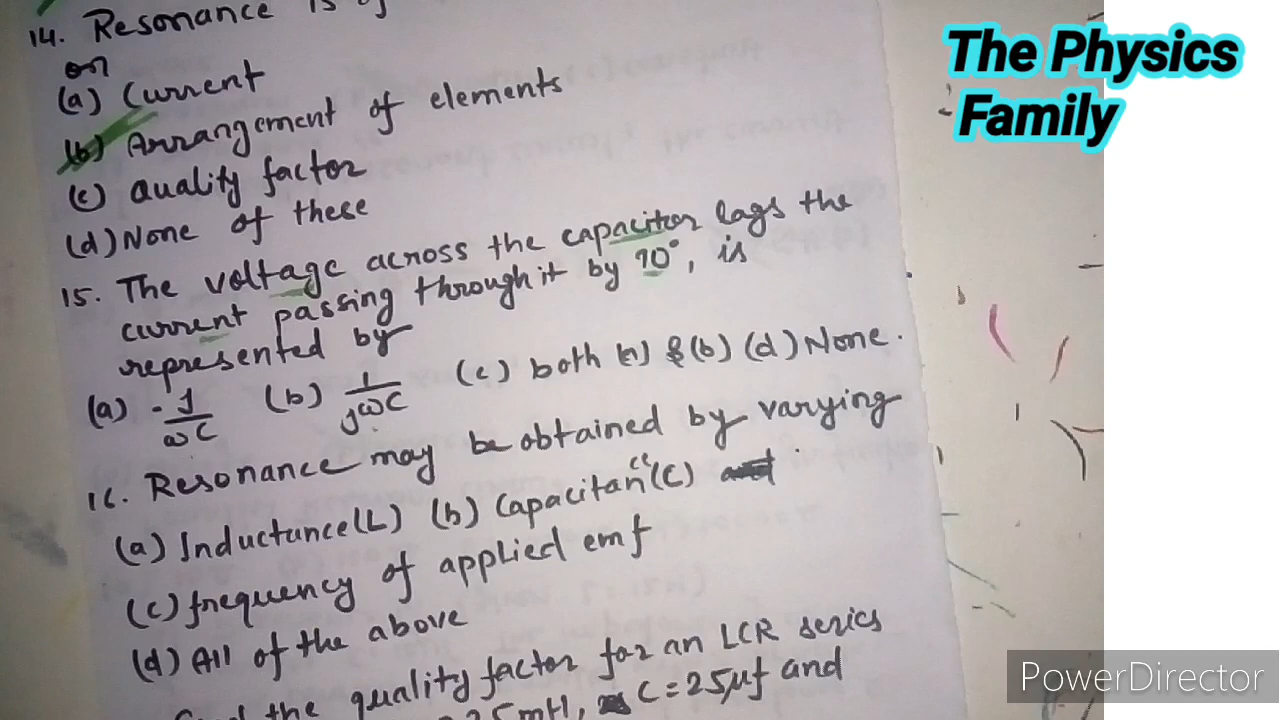 14. Resonance is of
on
(a) Current
(b) Arrangement of elements
(c) Quality factor
(d) None of these
15. The voltage across the capacitor lags the
current passing through it by 90°, is
represented by
(a) -1/ωC (b) 1/jωC (c) both (a) & (b) (d) None.
16. Resonance may be obtained by varying
(a) Inductance(L) (b) Capacitance(C)
(c) frequency of applied emf
(d) All of the above
the quality factor for an LCR series
25mH, C=25μf and
The Physics
Family
PowerDirector